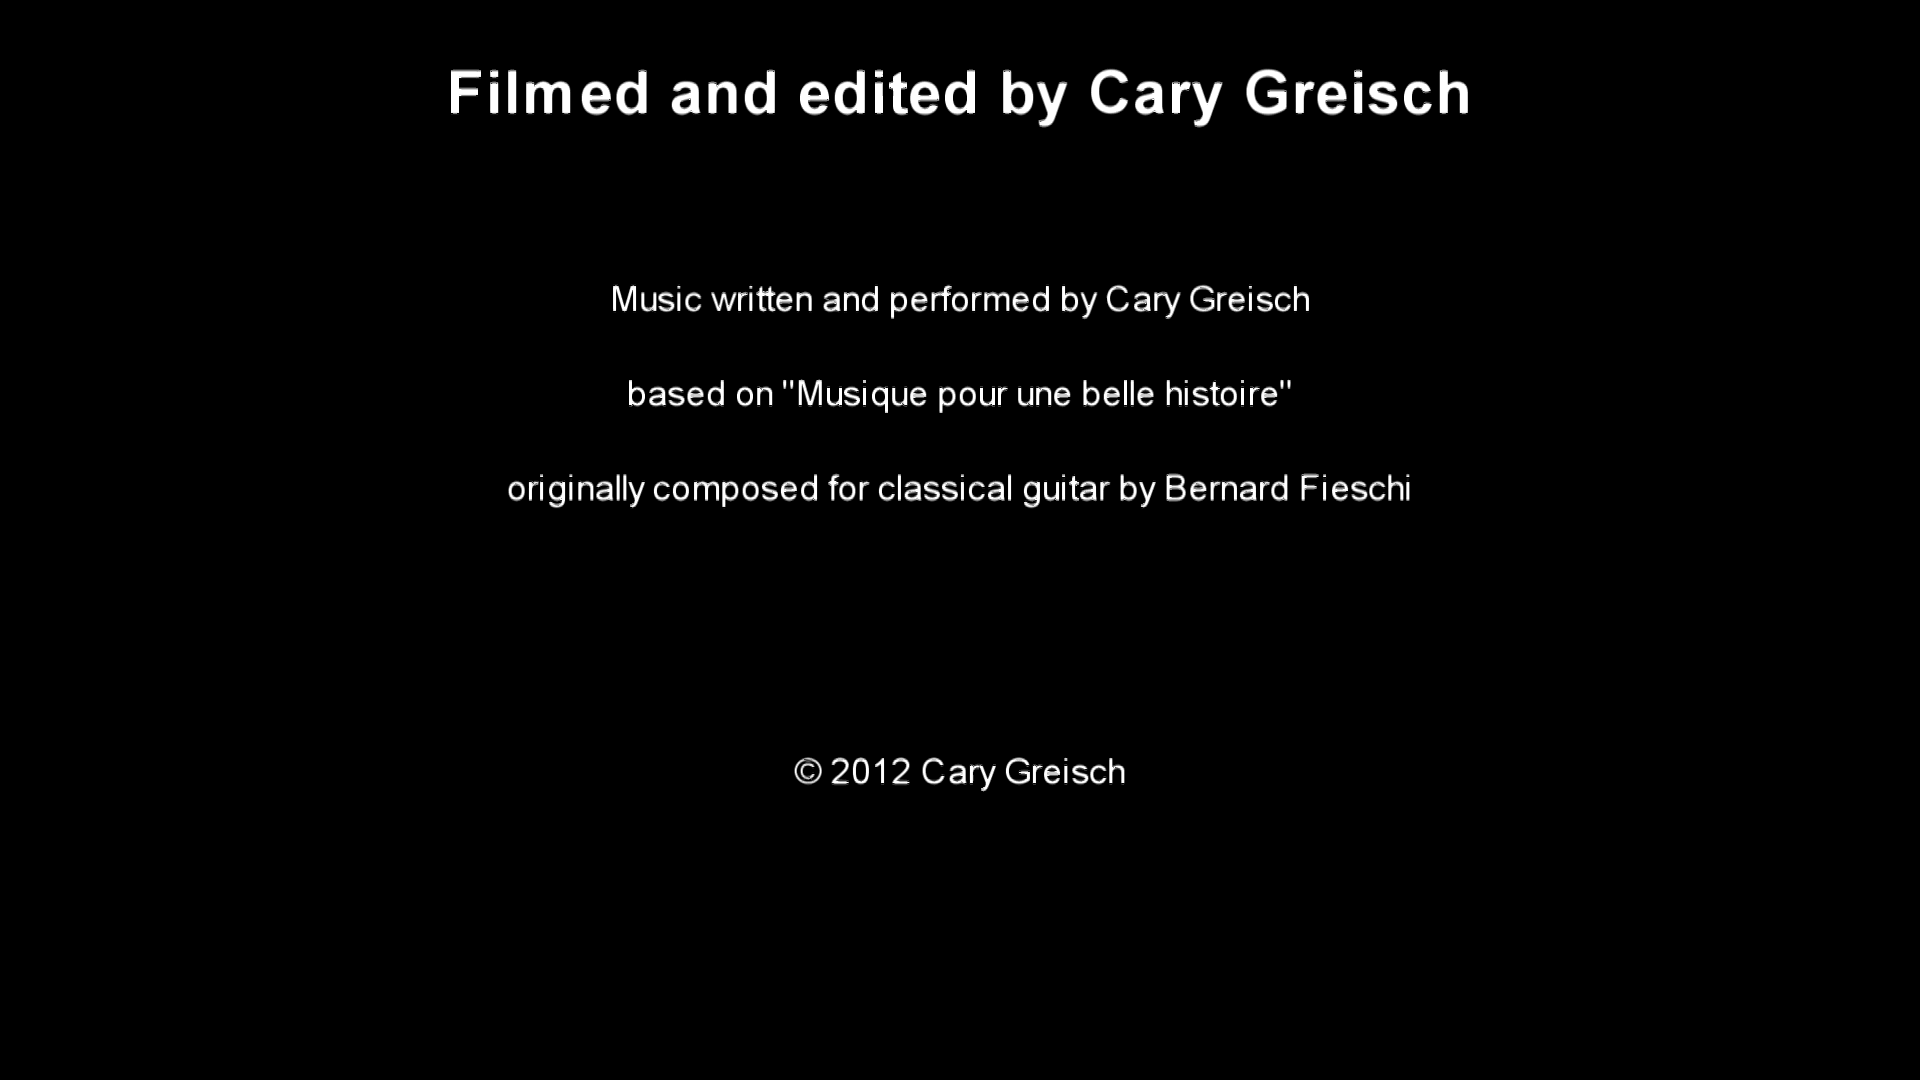 Filmed and edited by Cary Greisch
Music written and performed by Cary Greisch
based on "Musique pour une belle histoire"
originally composed for classical guitar by Bernard Fieschi
© 2012 Cary Greisch